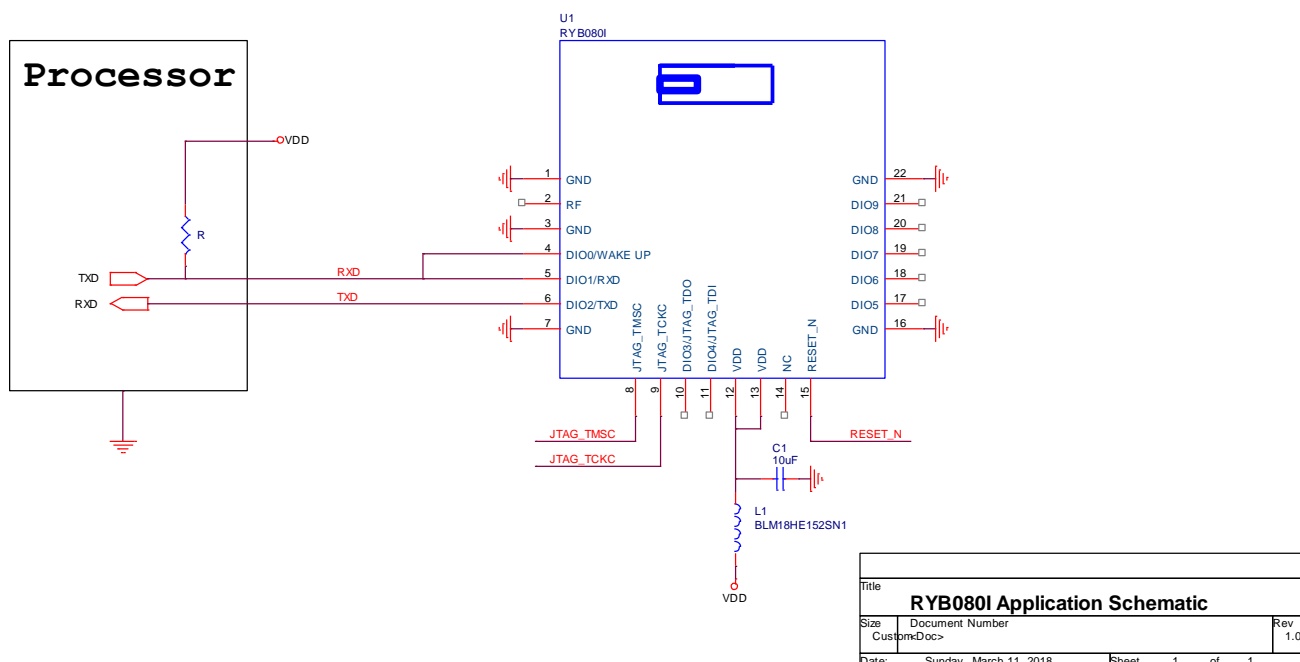 U1
RYB080I
Processor
VDD
R
TXD
RXD
RXD
TXD
1 GND
2 RF
3 GND
4 DIO0/WAKE UP
5 DIO1/RXD
6 DIO2/TXD
7 GND
GND 22
DIO9 21
DIO8 20
DIO7 19
DIO6 18
DIO5 17
GND 16
JTAG_TMSC 8
JTAG_TCKC 9
DIO3/JTAG_TDO 10
DIO4/JTAG_TDI 11
VDD 12
VDD 13
NC 14
RESET_N 15
JTAG_TMSC
JTAG_TCKC
RESET_N
C1
10uF
L1
BLM18HE152SN1
VDD
Title
RYB080I Application Schematic
Size Document Number Rev
Custom <Doc> 1.0
Date: Sunday, March 11, 2018 Sheet 1 of 1